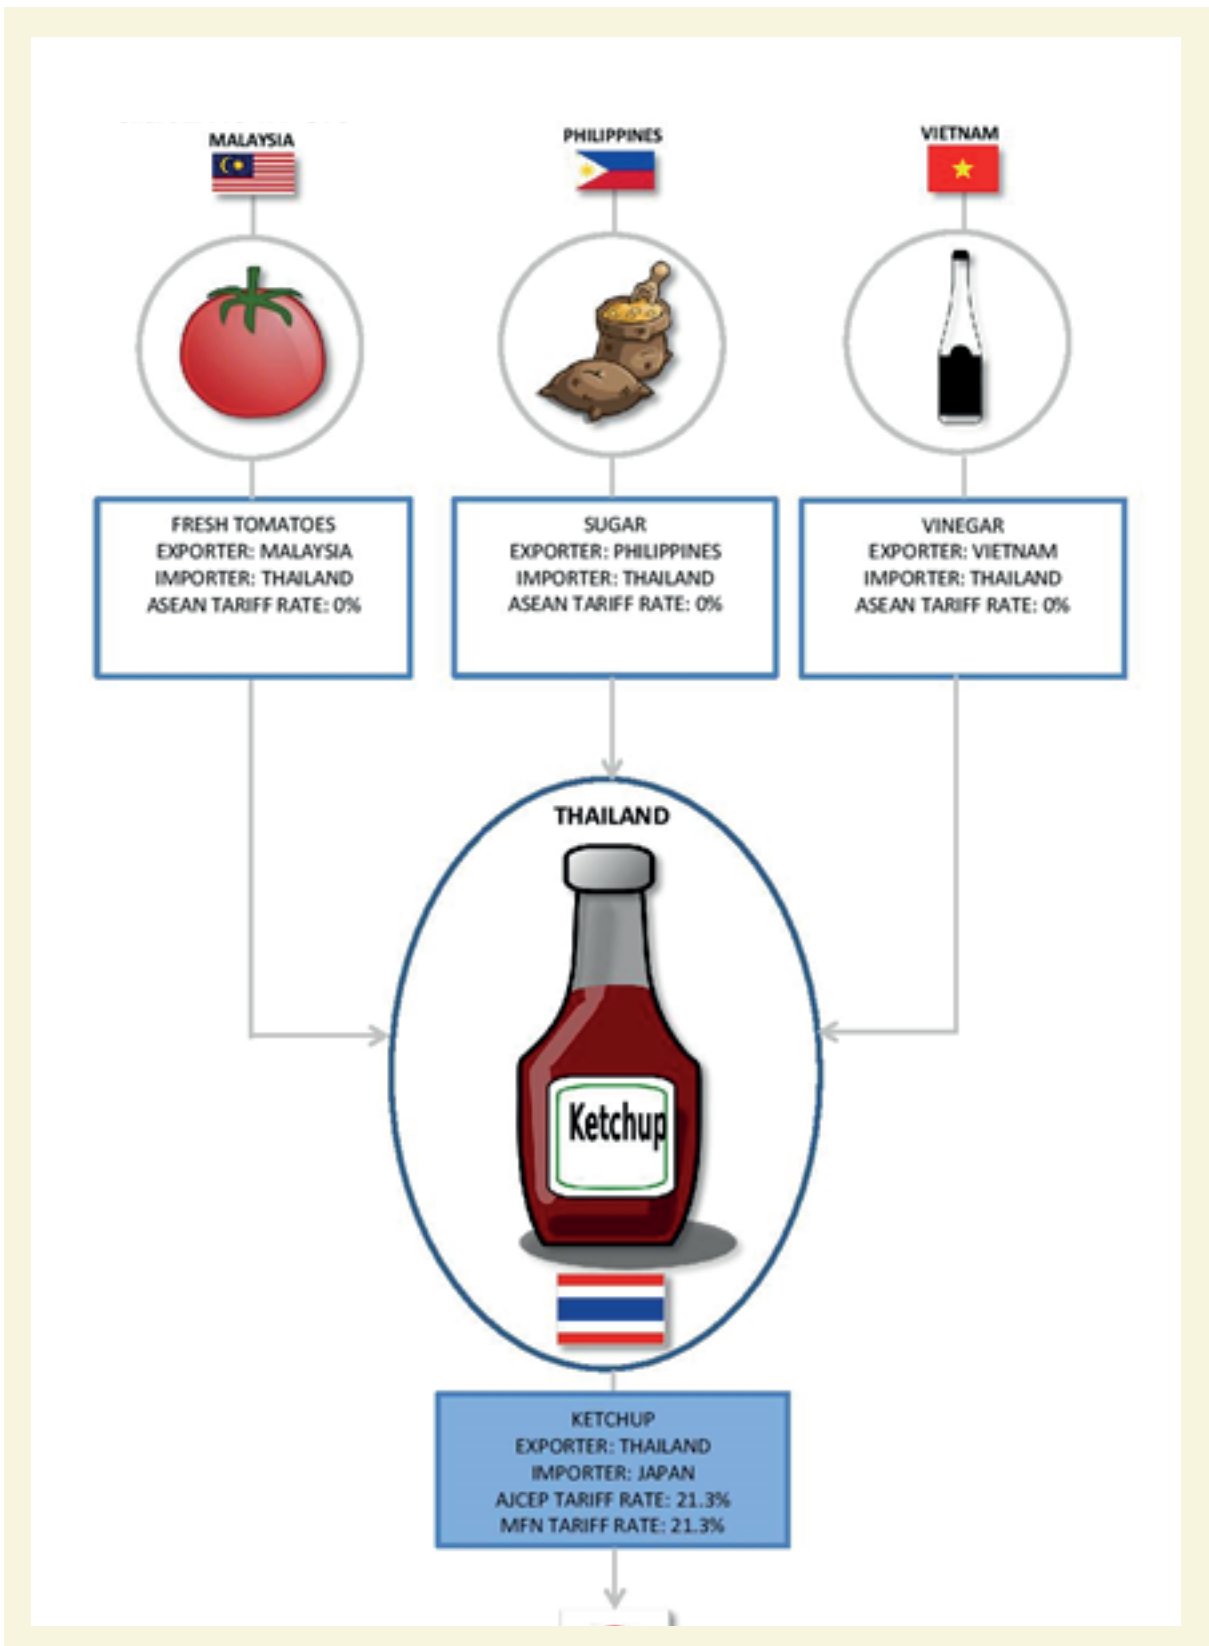 MALAYSIA
PHILIPPINES
VIETNAM
FRESH TOMATOES
EXPORTER: MALAYSIA
IMPORTER: THAILAND
ASEAN TARIFF RATE: 0%
SUGAR
EXPORTER: PHILIPPINES
IMPORTER: THAILAND
ASEAN TARIFF RATE: 0%
VINEGAR
EXPORTER: VIETNAM
IMPORTER: THAILAND
ASEAN TARIFF RATE: 0%
THAILAND
Ketchup
KETCHUP
EXPORTER: THAILAND
IMPORTER: JAPAN
AJCEP TARIFF RATE: 21.3%
MFN TARIFF RATE: 21.3%